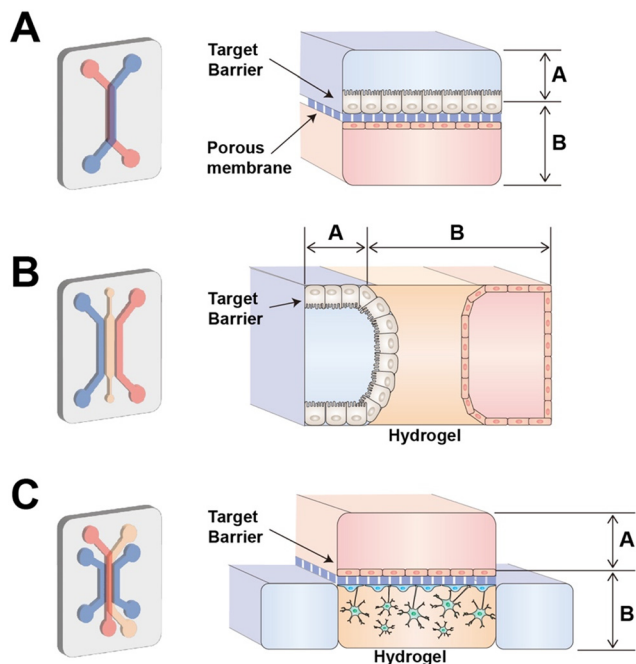 A
Target
Barrier
Porous
membrane
A
B
B
A
B
Target
Barrier
Hydrogel
C
Target
Barrier
A
B
Hydrogel